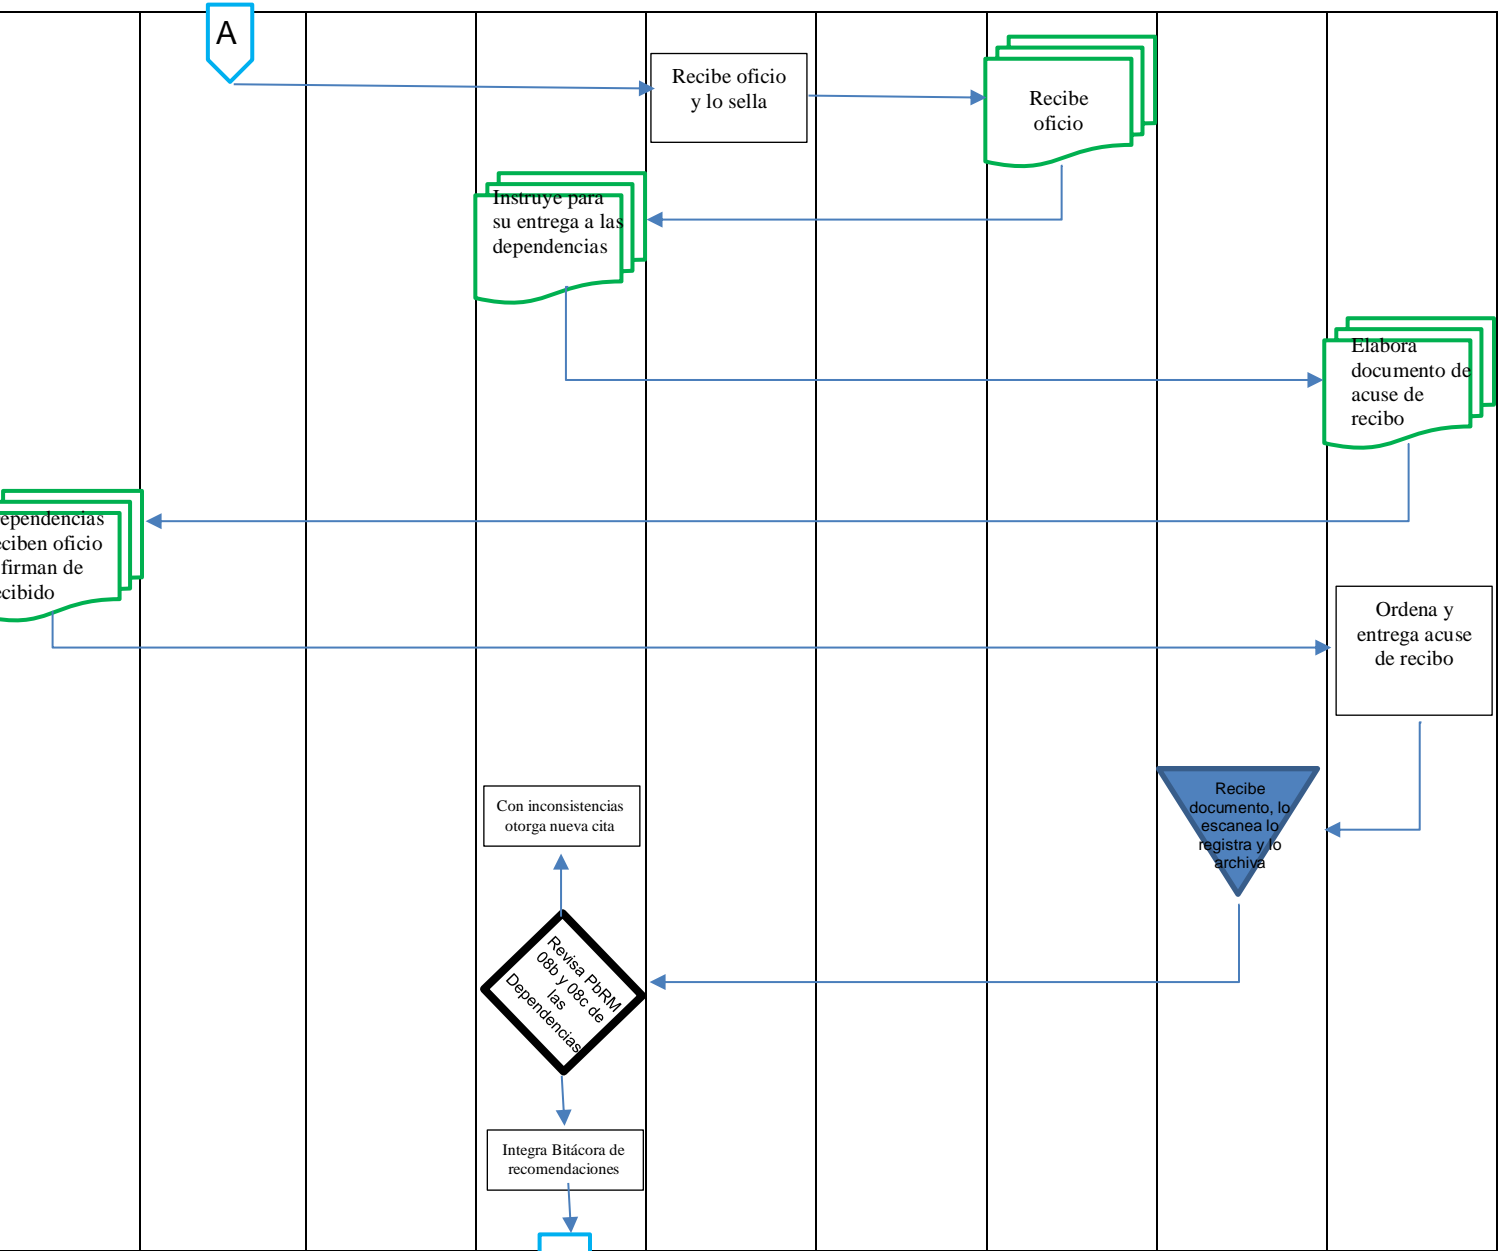 A
Recibe oficio
y lo sella
Recibe
oficio
Instruye para
su entrega a las
dependencias
Elabora
documento de
acuse de
recibo
ependencias
eciben oficio
firman de
ecibido
Ordena y
entrega acuse
de recibo
Recibe
documento, lo
escanea lo
registra y lo
archiva
Con inconsistencias
otorga nueva cita
Revisa PbRM
08b y 08c de
las
Dependencias
Integra Bitácora de
recomendaciones